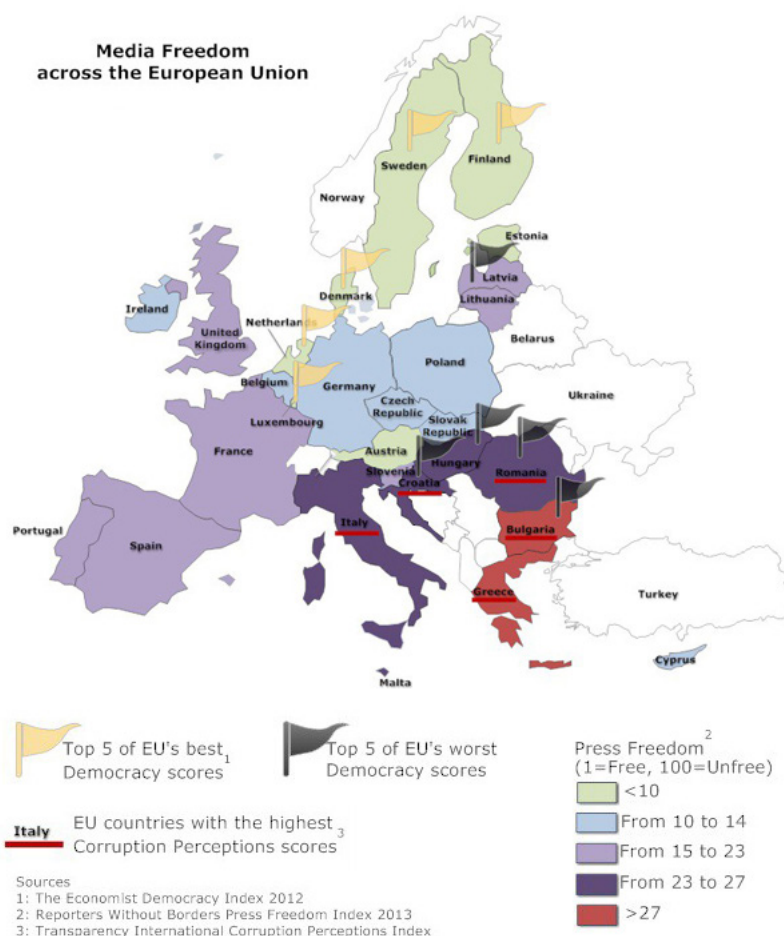 Media Freedom
across the European Union
Sweden
Finland
Norway
Estonia
Latvia
Denmark
Lithuania
Ireland
Netherlands
United
Kingdom
Belarus
Belgium
Germany
Poland
Ukraine
Czech
Republic
Luxembourg
Slovak
Republic
France
Austria
Hungary
Slovenia
Romania
Croatia
Italy
Portugal
Bulgaria
Spain
Greece
Turkey
Cyprus
Malta
Top 5 of EU's best
Democracy scores 1
Top 5 of EU's worst
Democracy scores
Italy
EU countries with the highest
Corruption Perceptions scores 3
Press Freedom 2
(1=Free, 100=Unfree)
<10
From 10 to 14
From 15 to 23
From 23 to 27
>27
Sources
1: The Economist Democracy Index 2012
2: Reporters Without Borders Press Freedom Index 2013
3: Transparency International Corruption Perceptions Index